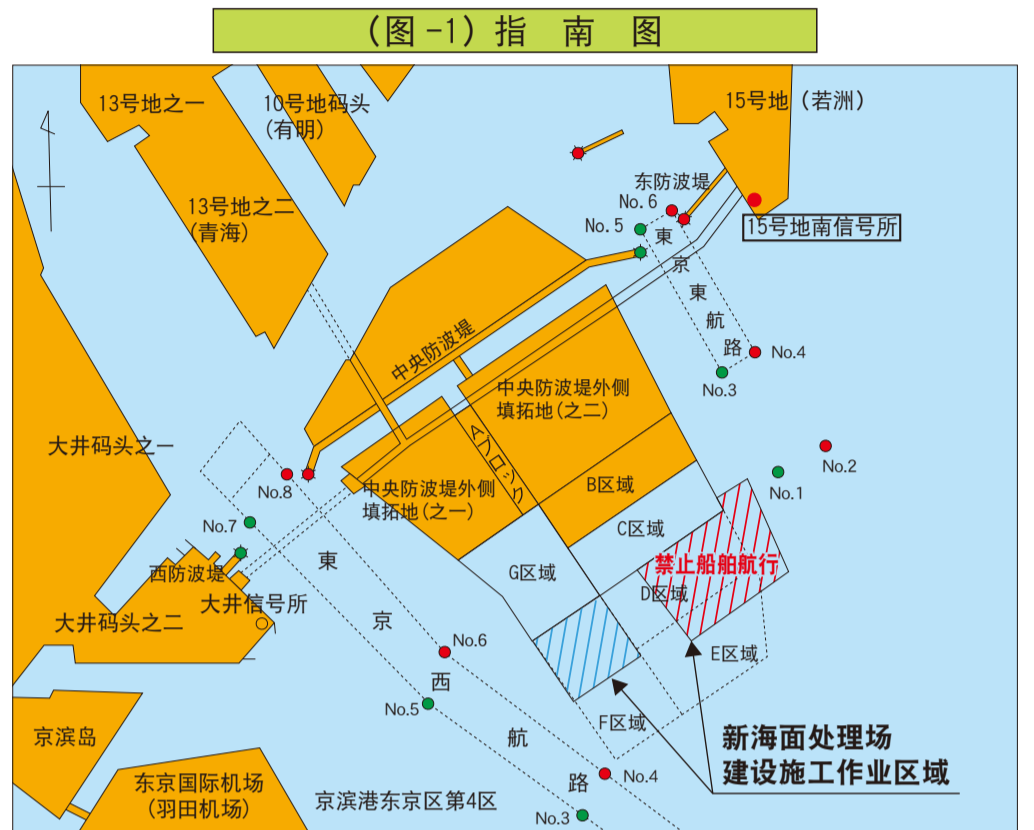 (图-1) 指 南 图
13号地之一
10号地码头
(有明)
15号地 (若洲)
13号地之二
(青海)
东防波堤
No.6
No.5
15号地南信号所
東
京
東
航
路
No.4
No.3
中央防波堤
中央防波堤外侧
填拓地(之二)
Aブロック
B区域
No.2
No.1
大井码头之一
No.8
中央防波堤外侧
填拓地(之一)
No.7
C区域
西防波堤
東
G区域
禁止船舶航行
D区域
大井信号所
大井码头之二
京
No.6
E区域
西
No.5
F区域
京滨岛
航
新海面处理场
建设施工作业区域
东京国际机场
(羽田机场)
京滨港东京区第4区
路
No.4
No.3